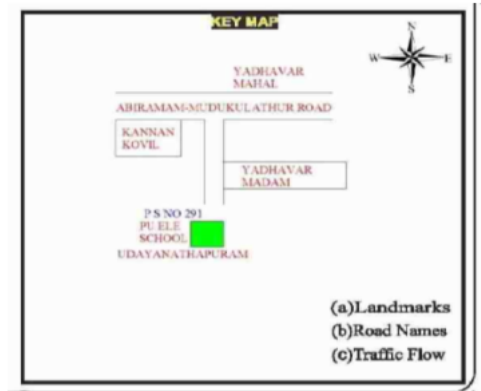 KEY MAP
N
W E
S
YADHAVAR
MAHAL
ABIRAMAM-MUDUKULATHUR ROAD
KANNAN
KOVIL
YADHAVAR
MADAM
P S NO 291
PU ELE
SCHOOL
UDAYANATHAPURAM
(a)Landmarks
(b)Road Names
(c)Traffic Flow